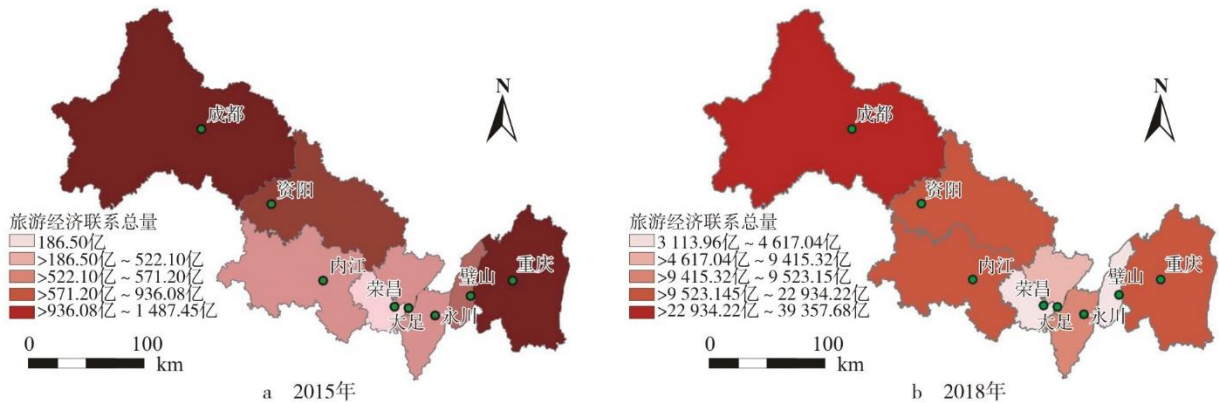 N
成都
资阳
旅游经济联系总量
186.50亿
>186.50亿~522.10亿
>522.10亿~571.20亿
>571.20亿~936.08亿
>936.08亿~1 487.45亿
内江
荣昌
大足
永川
璧山
重庆
0 100
km
a 2015年
N
成都
资阳
旅游经济联系总量
3 113.96亿~4 617.04亿
>4 617.04亿~9 415.32亿
>9 415.32亿~9 523.15亿
>9 523.145亿~22 934.22亿
>22 934.22亿~39 357.68亿
内江
荣昌
大足
永川
璧山
重庆
0 100
km
b 2018年